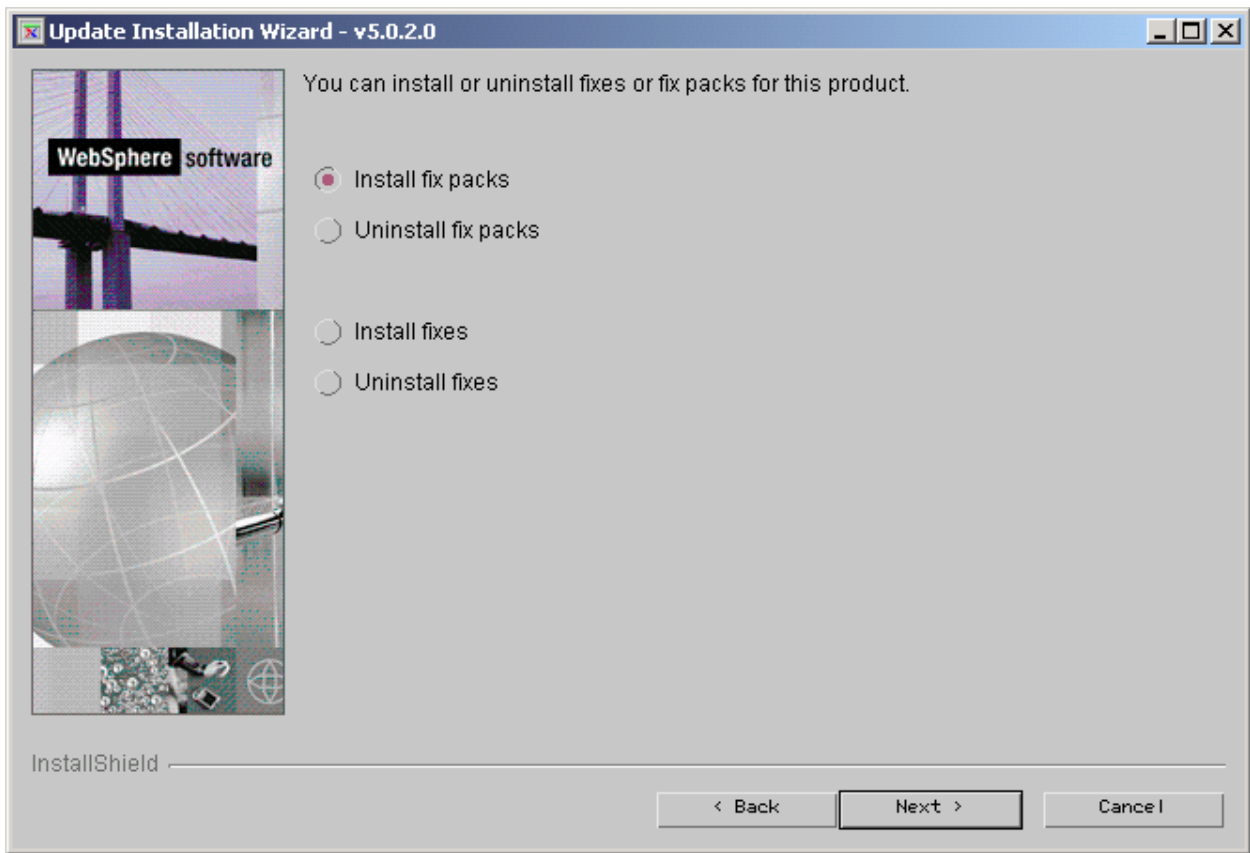 Update Installation Wizard - v5.0.2.0
You can install or uninstall fixes or fix packs for this product.
WebSphere software
Install fix packs
Uninstall fix packs
Install fixes
Uninstall fixes
InstallShield
< Back
Next >
Cancel